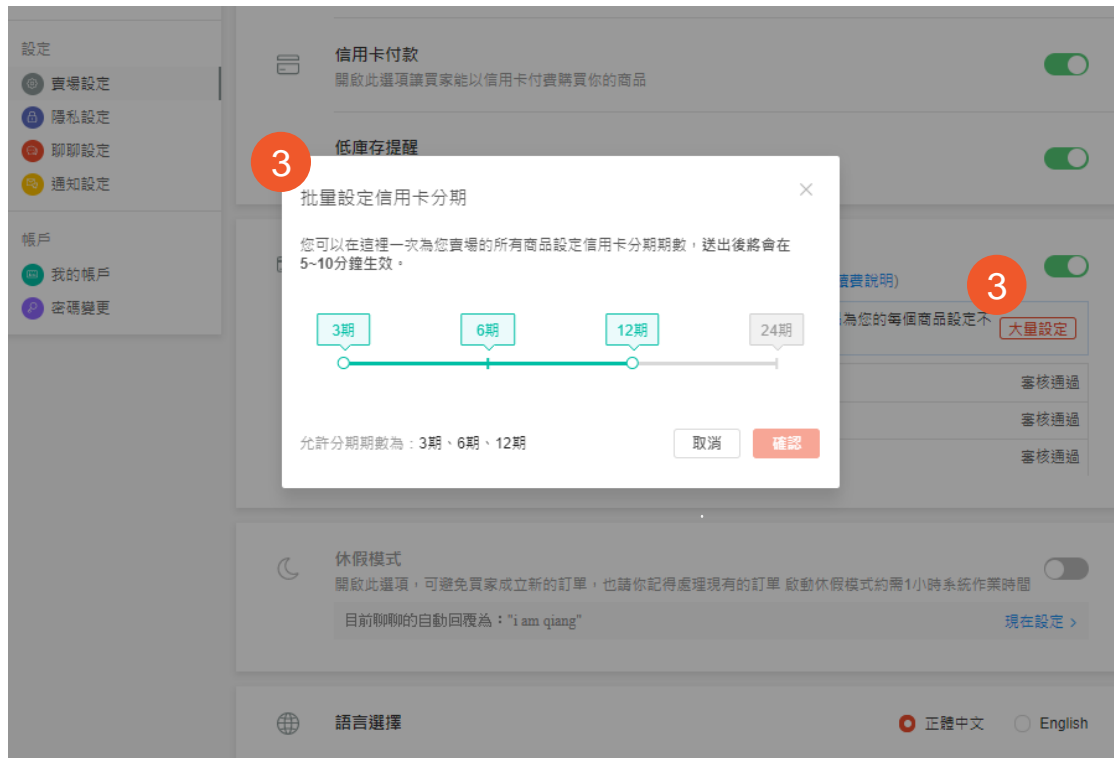 設定
賣場設定
隱私設定
聊聊設定
通知設定
帳戶
我的帳戶
密碼變更
信用卡付款
開啟此選項讓買家能以信用卡付費購買你的商品
低庫存提醒
3
批量設定信用卡分期
您可以在這裡一次為您賣場的所有商品設定信用卡分期期數，送出後將會在
5~10分鐘生效。
3期
6期
12期
24期
允許分期期數為：3期、6期、12期
取消
確認
費說明)
3
為您的每個商品設定不
大量設定
審核通過
審核通過
審核通過
休假模式
開啟此選項，可避免買家成立新的訂單，也請你記得處理現有的訂單 啟動休假模式約需1小時系統作業時間
目前聊聊的自動回覆為："i am qiang"
現在設定 >
語言選擇
正體中文
English